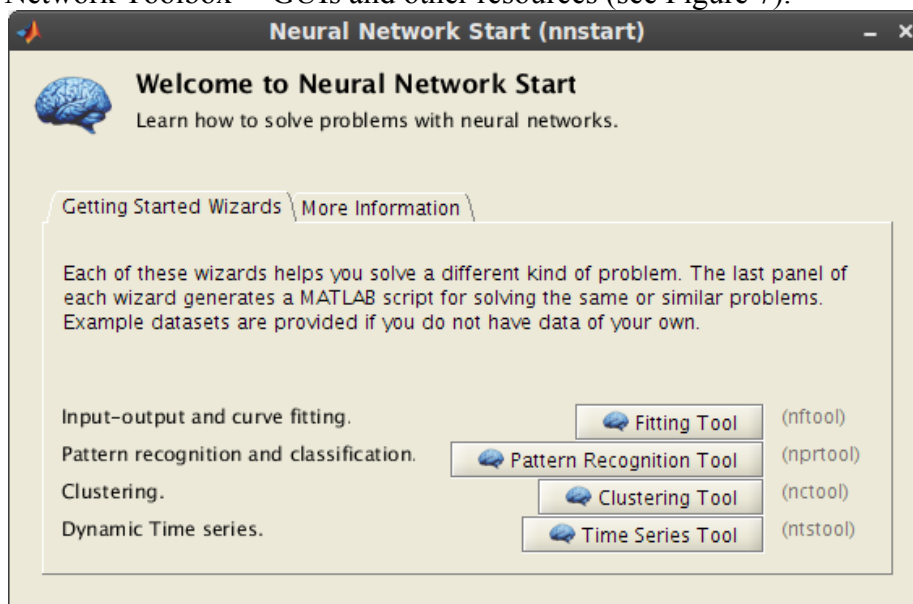 Network Toolbox GUIs and other resources (see Figure 7).
Neural Network Start (nnstart)
Welcome to Neural Network Start
Learn how to solve problems with neural networks.
Getting Started Wizards More Information
Each of these wizards helps you solve a different kind of problem. The last panel of
each wizard generates a MATLAB script for solving the same or similar problems.
Example datasets are provided if you do not have data of your own.
Input-output and curve fitting. Fitting Tool (nftool)
Pattern recognition and classification. Pattern Recognition Tool (nprtool)
Clustering. Clustering Tool (nctool)
Dynamic Time series. Time Series Tool (ntstool)